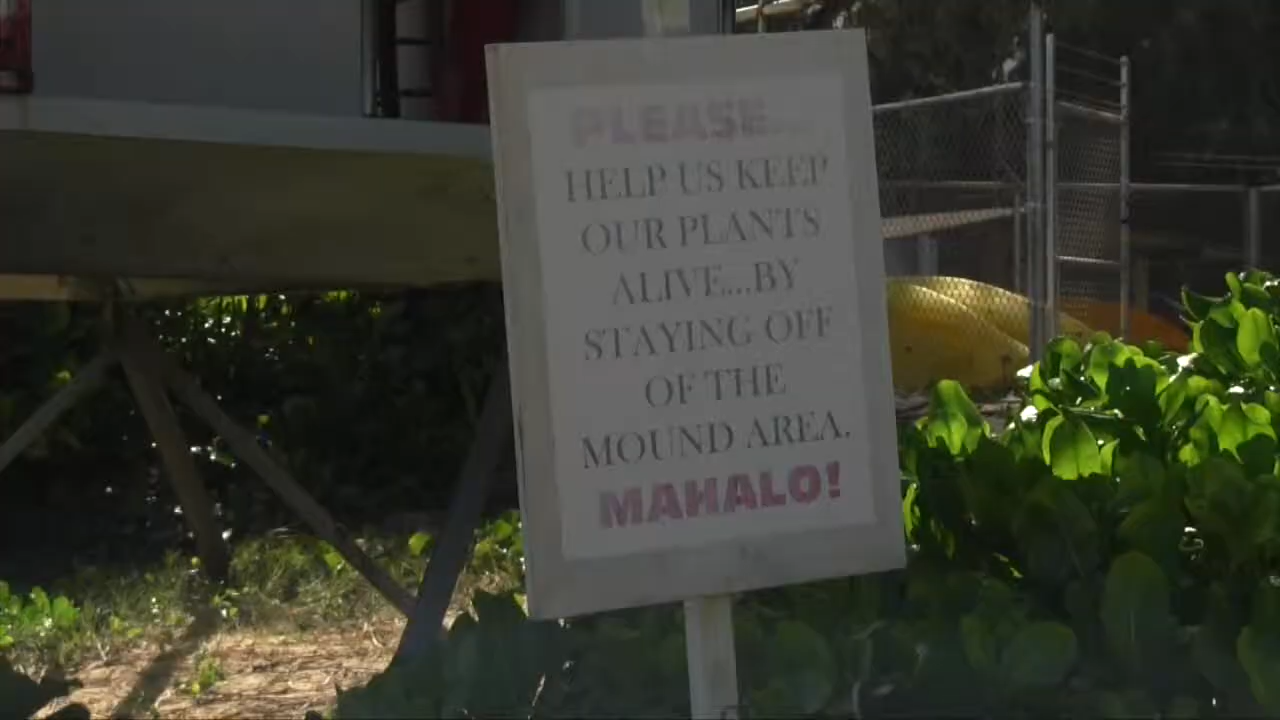 PLEASE...
HELP US KEEP
OUR PLANTS
ALIVE...BY
STAYING OFF
OF THE
MOUND AREA.
MAHALO!